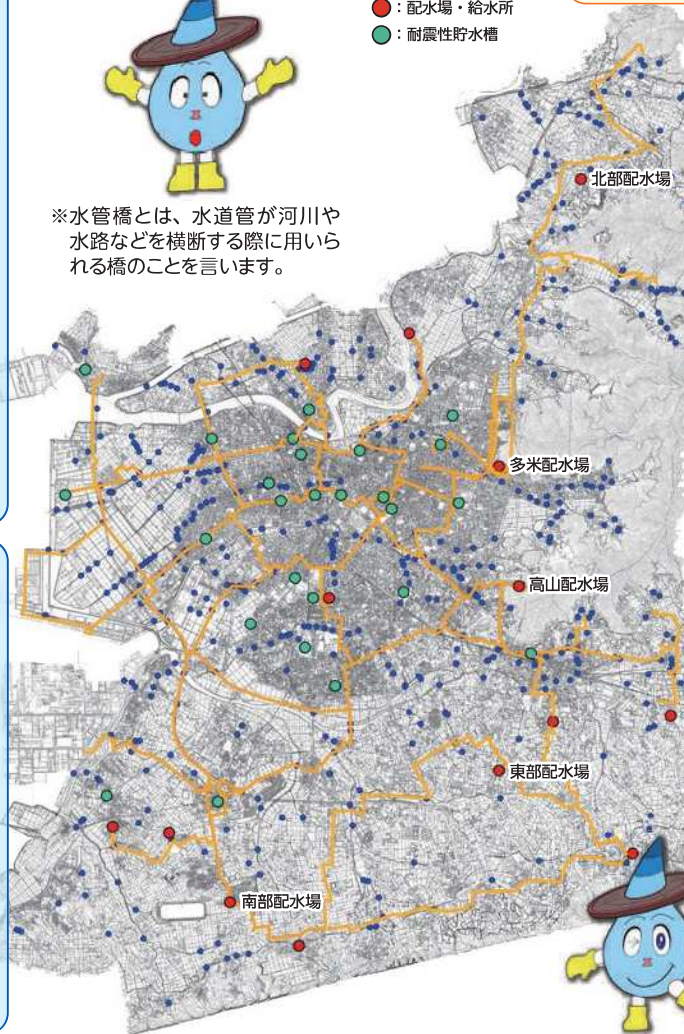 ：配水場・給水所
：耐震性貯水槽
※水管橋とは、水道管が河川や
水路などを横断する際に用いら
れる橋のことを言います。
北部配水場
多米配水場
高山配水場
東部配水場
南部配水場